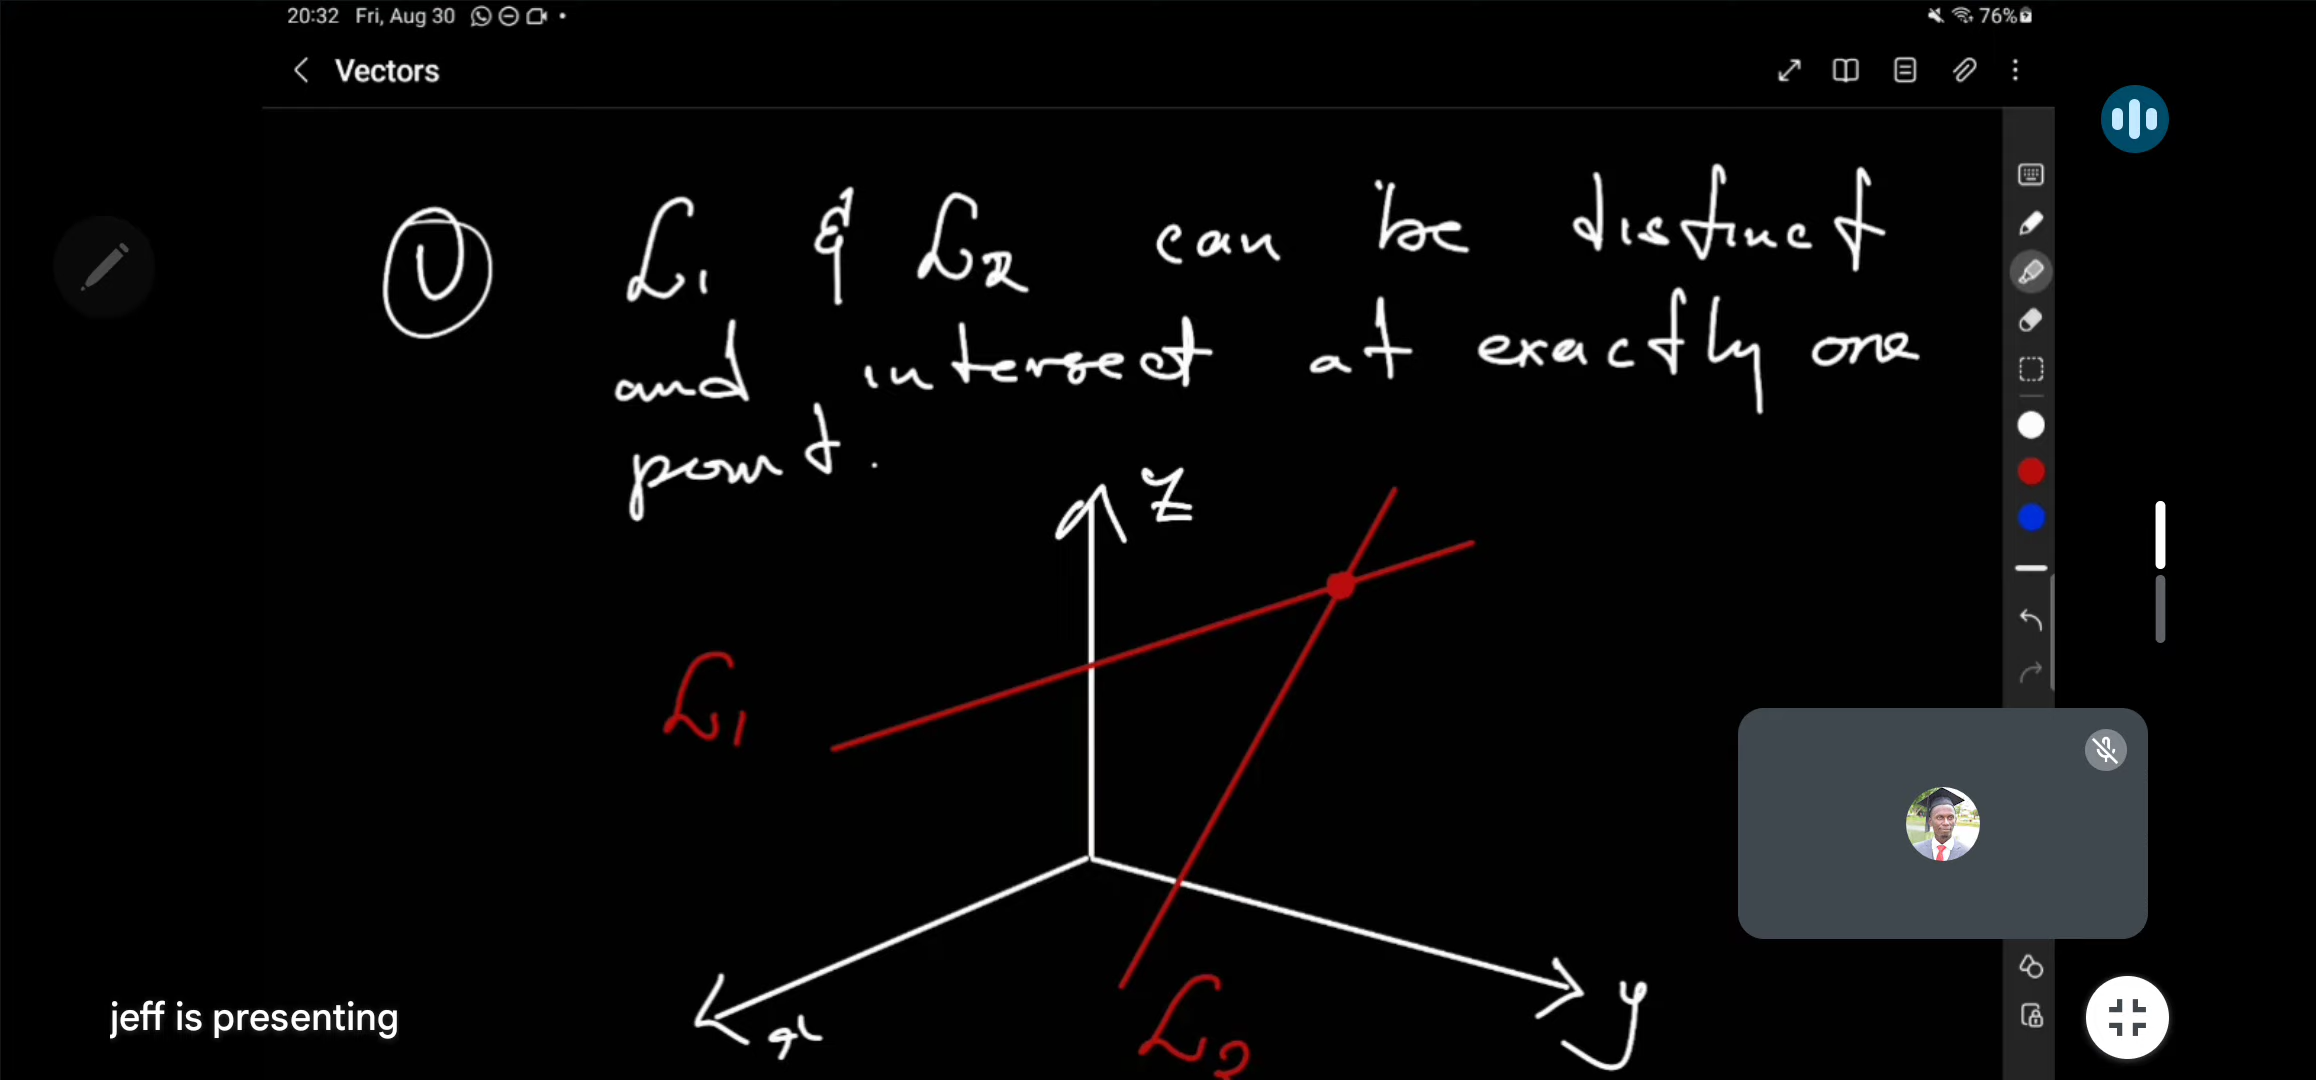 20:32 Fri, Aug 30
76%
Vectors
L1 & L2 can be distinct
and intersect at exactly one
point.
z
L1
x
y
L2
jeff is presenting